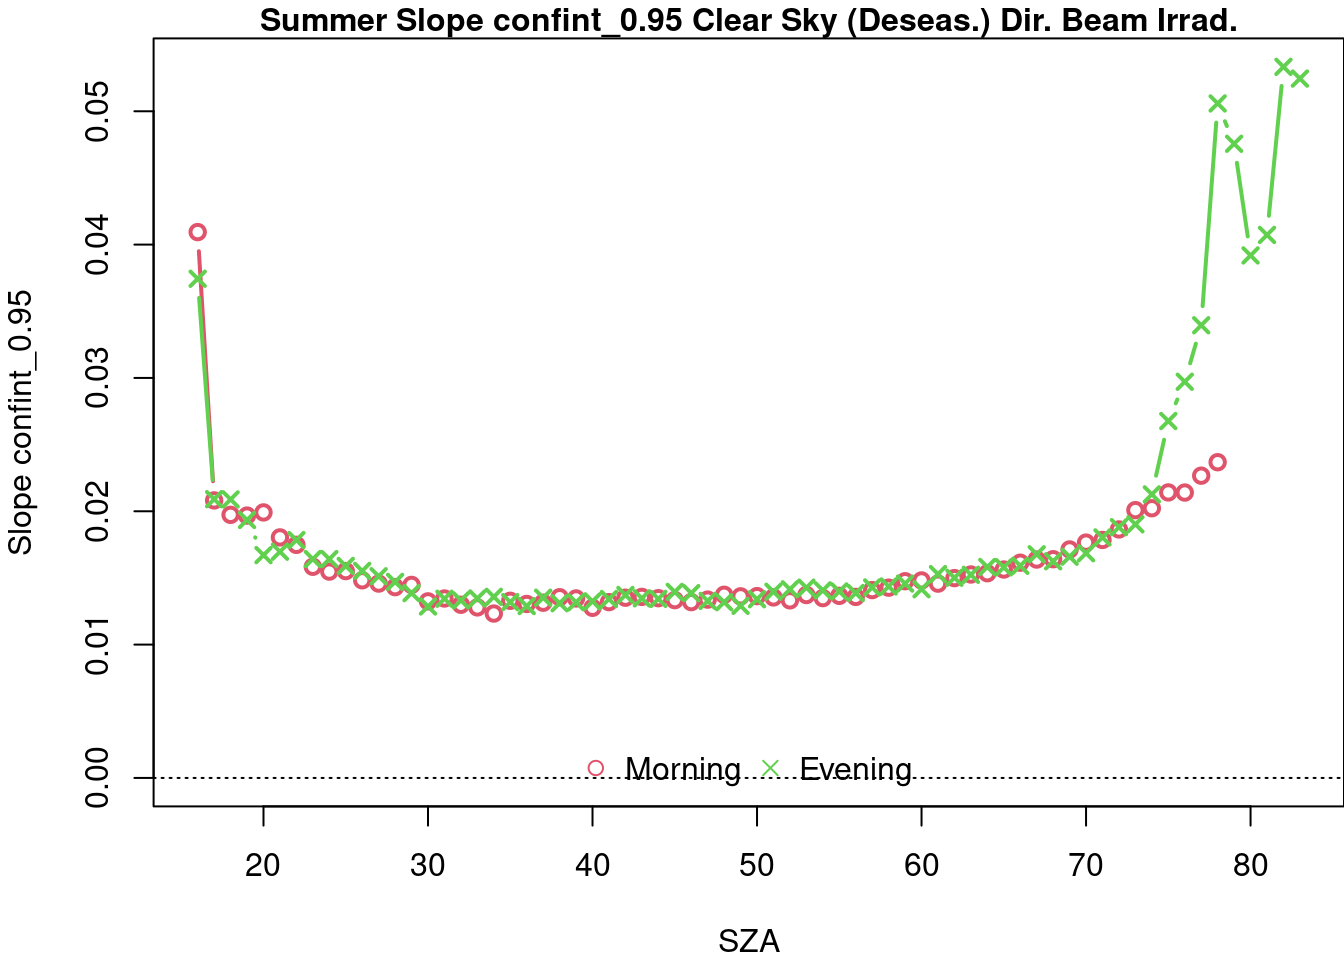 Summer Slope confint_0.95 Clear Sky (Deseas.) Dir. Beam Irrad.
Slope confint_0.95
0.05
0.04
0.03
0.02
0.01
0.00
Morning Evening
20 30 40 50 60 70 80
SZA